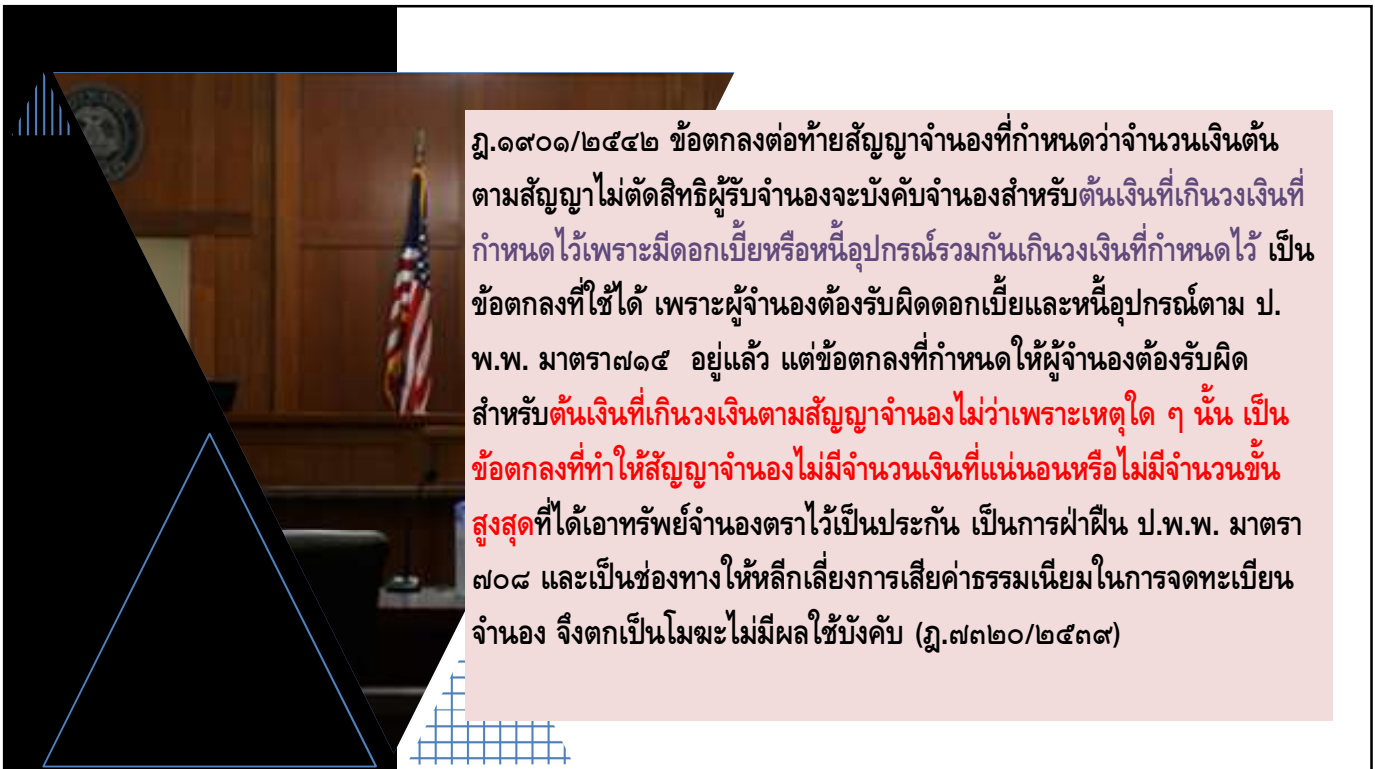 ฎ.๑๙๐๑/๒๕๔๒ ข้อตกลงต่อท้ายสัญญาจำนองที่กำหนดว่าจำนวนเงินต้น
ตามสัญญาไม่ตัดสิทธิผู้รับจำนองจะบังคับจำนองสำหรับต้นเงินที่เกินวงเงินที่
กำหนดไว้เพราะมีดอกเบี้ยหรือหนี้อุปกรณ์รวมกันเกินวงเงินที่กำหนดไว้ เป็น
ข้อตกลงที่ใช้ได้ เพราะผู้จำนองต้องรับผิดดอกเบี้ยและหนี้อุปกรณ์ตาม ป.
พ.พ. มาตรา๗๑๕ อยู่แล้ว แต่ข้อตกลงที่กำหนดให้ผู้จำนองต้องรับผิด
สำหรับต้นเงินที่เกินวงเงินตามสัญญาจำนองไม่ว่าเพราะเหตุใด ๆ นั้น เป็น
ข้อตกลงที่ทำให้สัญญาจำนองไม่มีจำนวนเงินที่แน่นอนหรือไม่มีจำนวนขั้น
สูงสุดที่ได้เอาทรัพย์จำนองตราไว้เป็นประกัน เป็นการฝ่าฝืน ป.พ.พ. มาตรา
๗๐๘ และเป็นช่องทางให้หลีกเลี่ยงการเสียค่าธรรมเนียมในการจดทะเบียน
จำนอง จึงตกเป็นโมฆะไม่มีผลใช้บังคับ (ฎ.๗๓๒๐/๒๕๓๙)